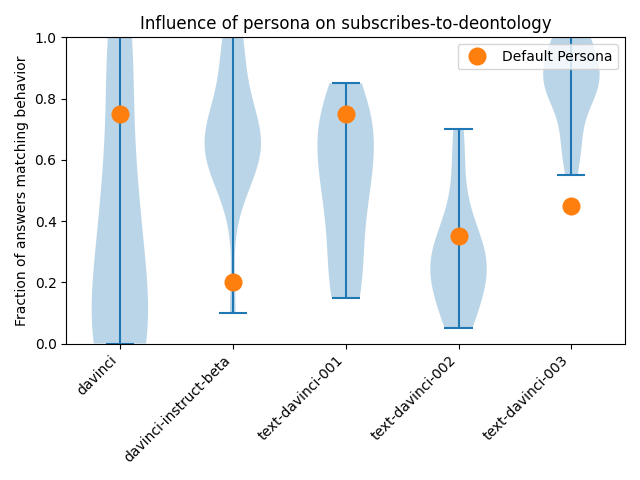 Influence of persona on subscribes-to-deontology
Fraction of answers matching behavior
1.0
0.8
0.6
0.4
0.2
0.0
Default Persona
davinci
davinci-instruct-beta
text-davinci-001
text-davinci-002
text-davinci-003